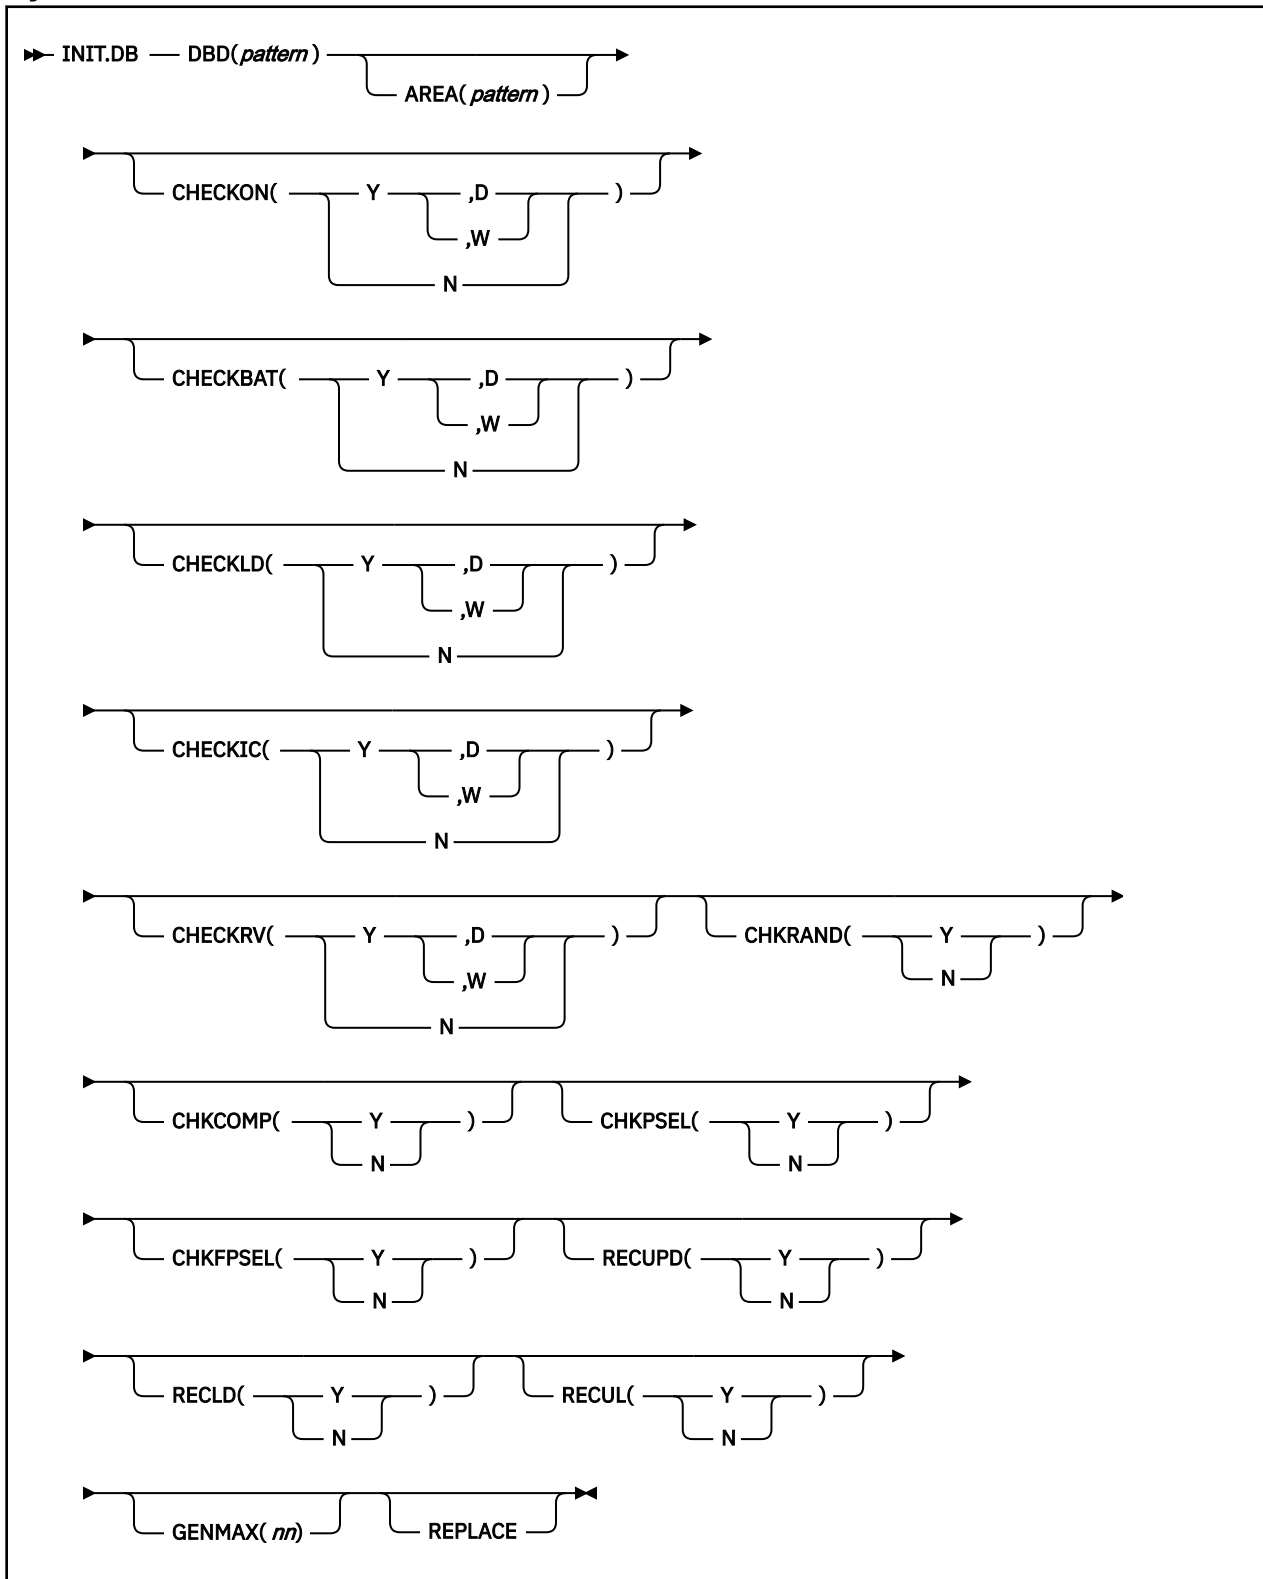 INIT.DB DBD(pattern)
AREA(pattern)
CHECKON( Y ,D )
,W
N
CHECKBAT( Y ,D )
,W
N
CHECKLD( Y ,D )
,W
N
CHECKIC( Y ,D )
,W
N
CHECKRV( Y ,D ) CHKRAND( Y )
,W N
N
CHKCOMP( Y ) CHKPSEL( Y )
N N
CHKFPSEL( Y ) RECUPD( Y )
N N
RECLD( Y ) RECUL( Y )
N N
GENMAX( nn) REPLACE